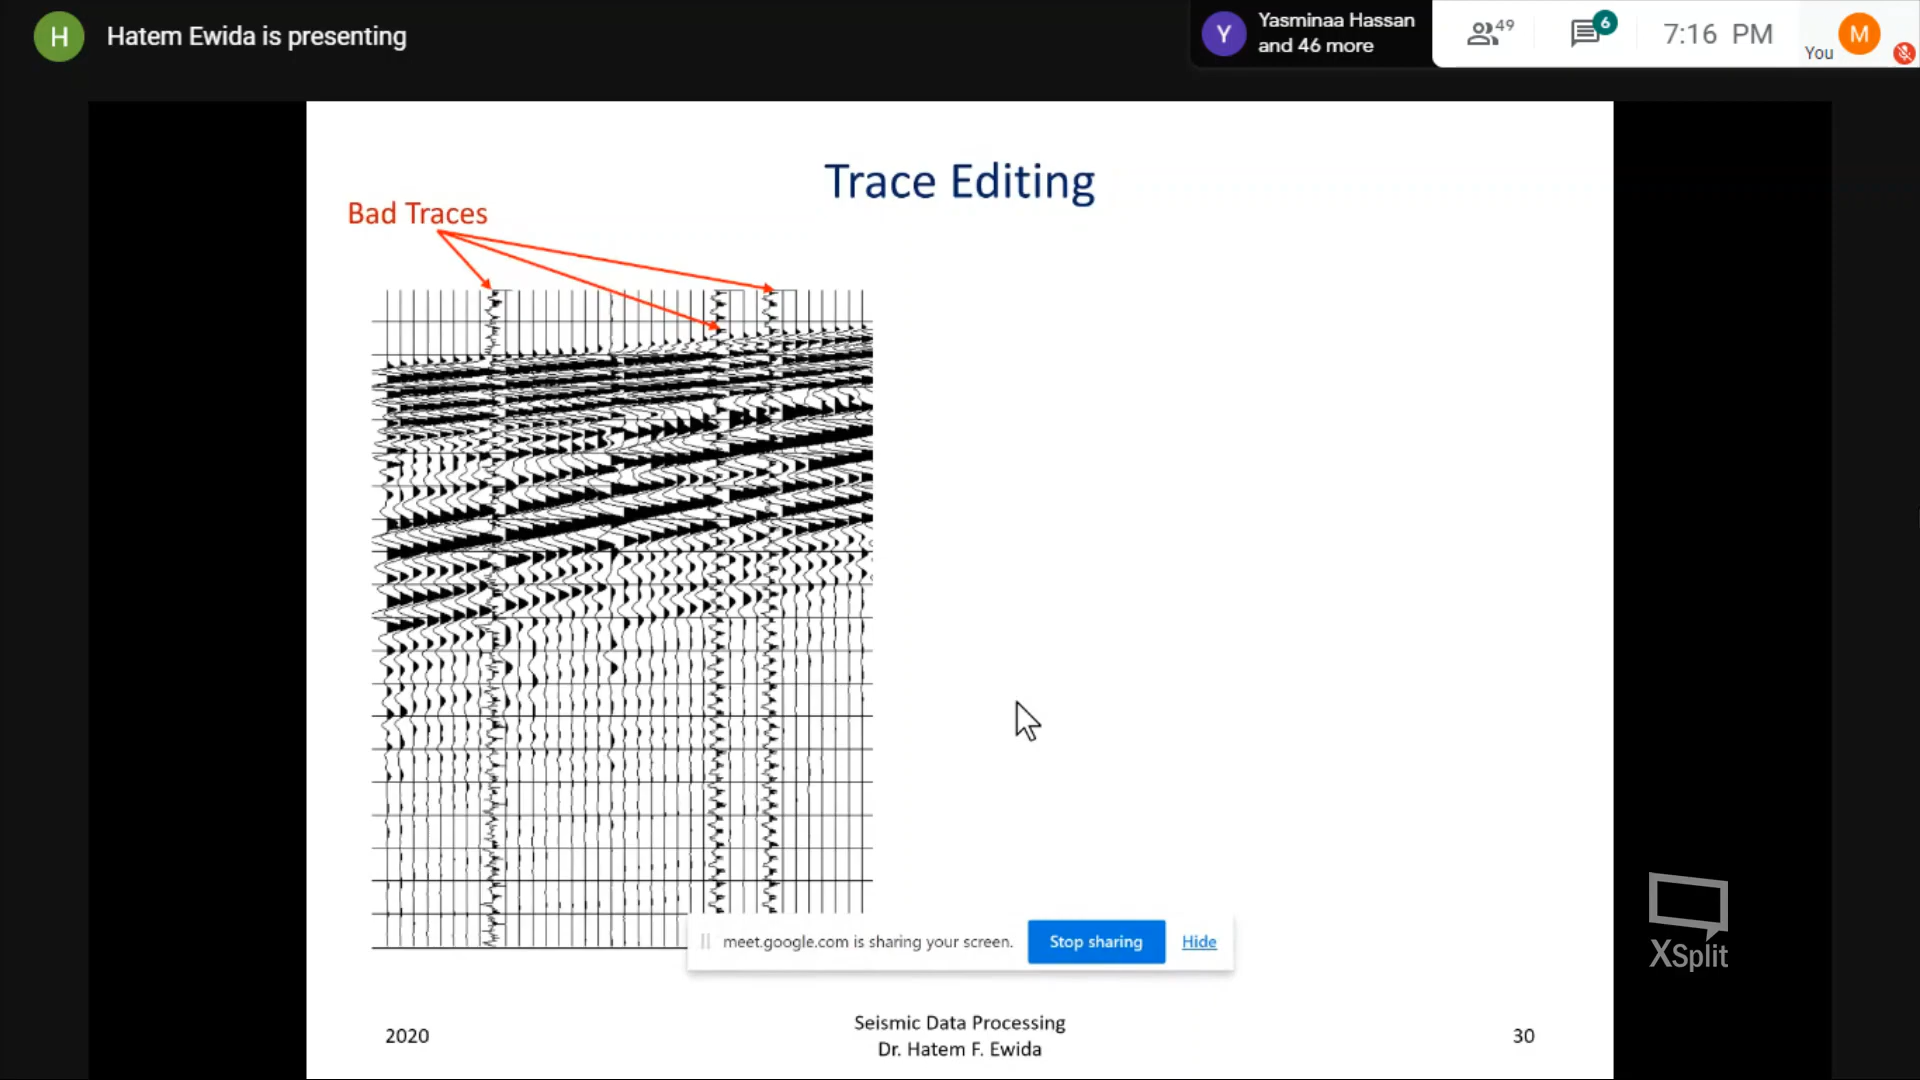 H
Hatem Ewida is presenting
Y
Yasminaa Hassan
and 46 more
49
6
7:16 PM
You
M
Trace Editing
Bad Traces
meet.google.com is sharing your screen.
Stop sharing
Hide
XSplit
2020
Seismic Data Processing
Dr. Hatem F. Ewida
30